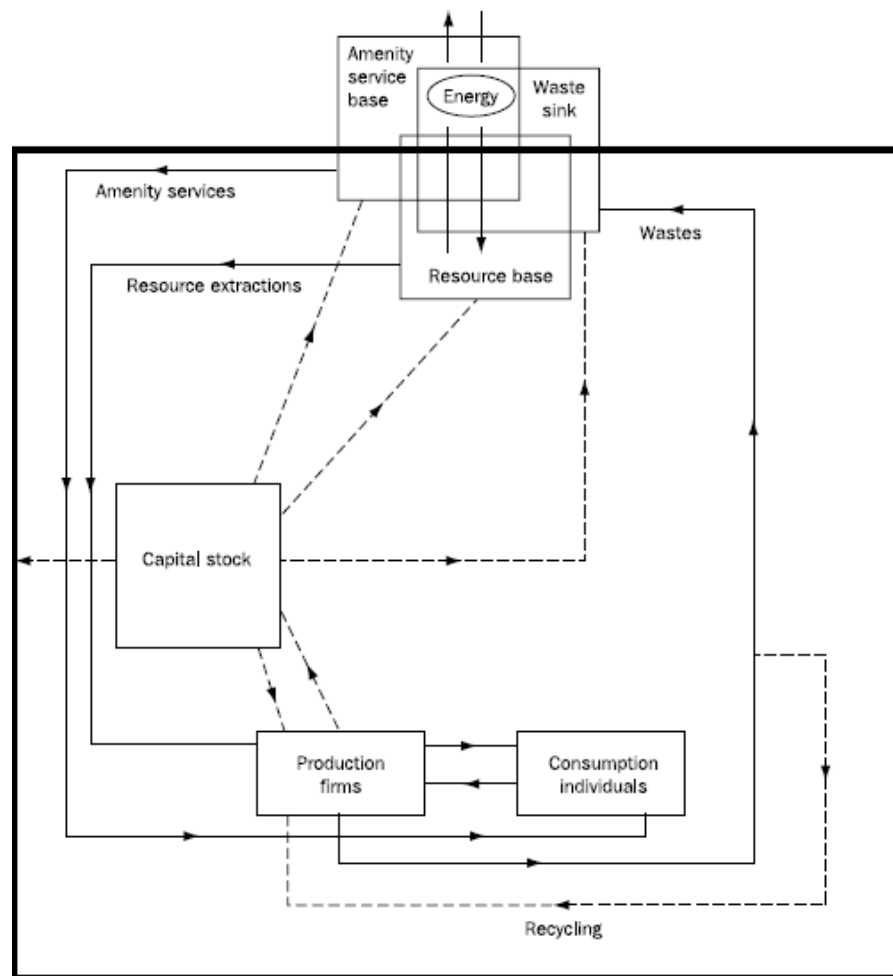 Amenity
service
base
Energy
Waste
sink
Amenity services
Wastes
Resource base
Resource extractions
Capital stock
Production
firms
Consumption
individuals
Recycling